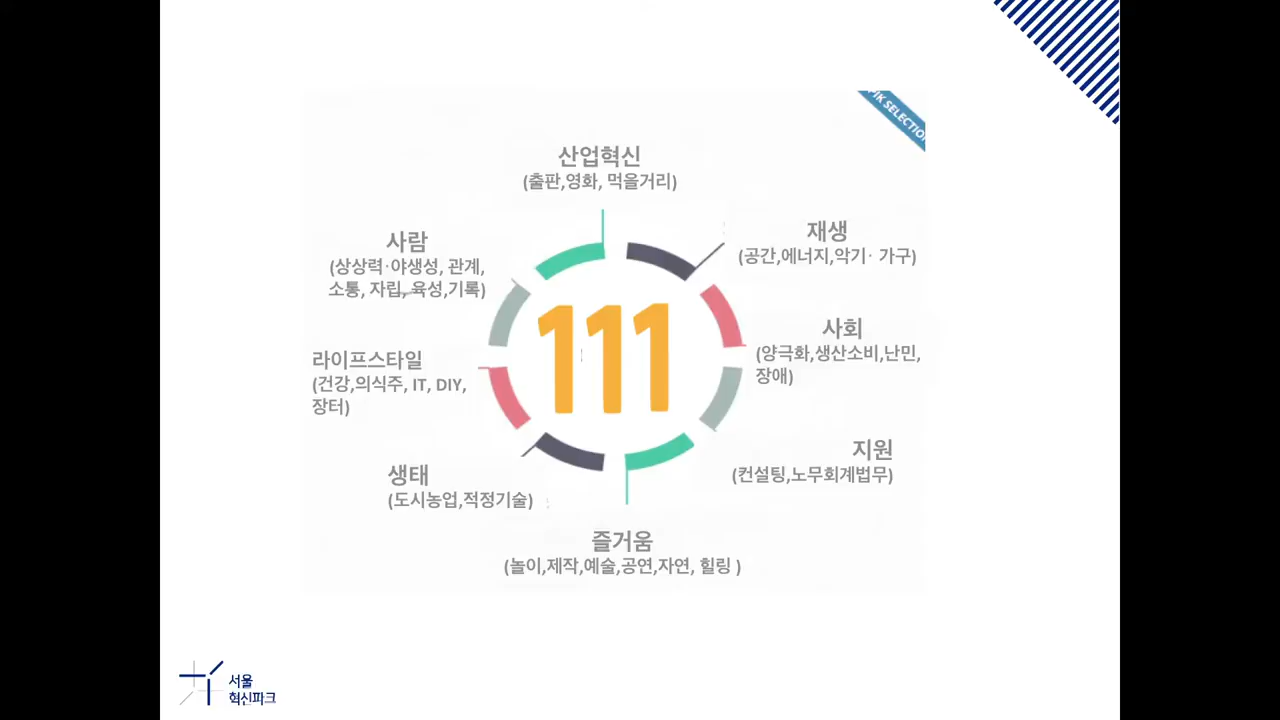 PIK SELECTION
산업혁신
(출판,영화, 먹을거리)
재생
(공간,에너지,악기· 가구)
사람
(상상력·야생성, 관계,
소통, 자립, 육성,기록)
사회
(양극화,생산소비,난민,
장애)
111
라이프스타일
(건강,의식주, IT, DIY,
장터)
지원
(컨설팅,노무회계법무)
생태
(도시농업,적정기술)
즐거움
(놀이,제작,예술,공연,자연, 힐링 )
서울
혁신파크